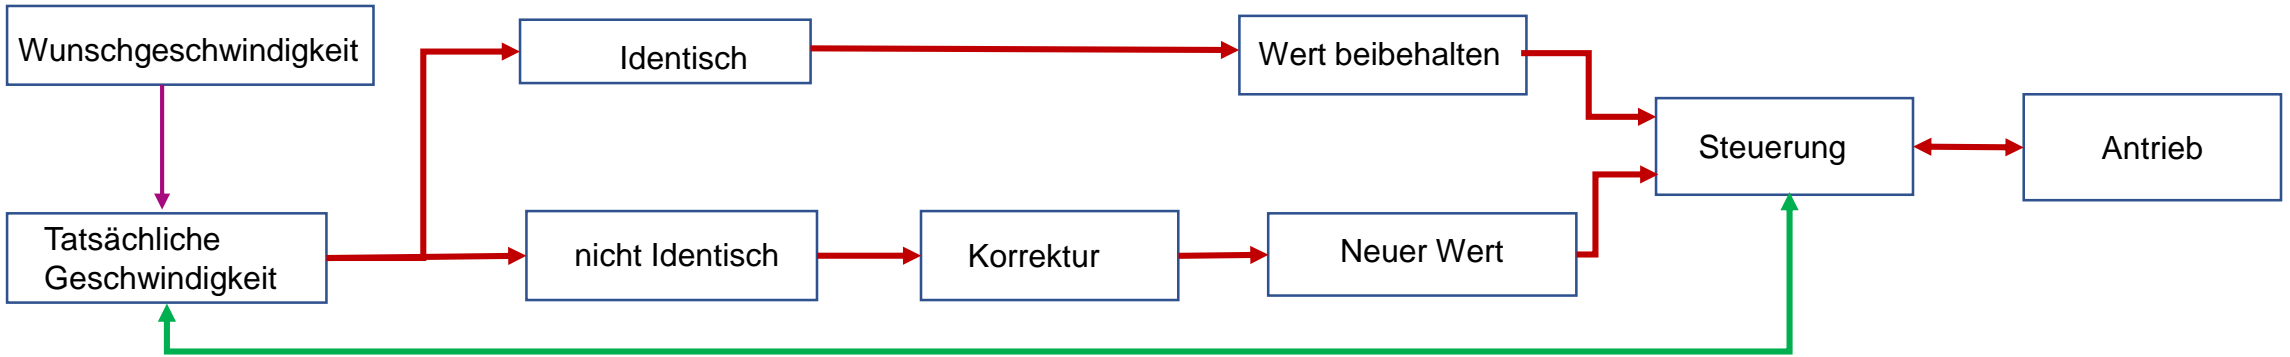 Wunschgeschwindigkeit
Identisch
Wert beibehalten
Steuerung
Antrieb
Tatsächliche
Geschwindigkeit
nicht Identisch
Korrektur
Neuer Wert